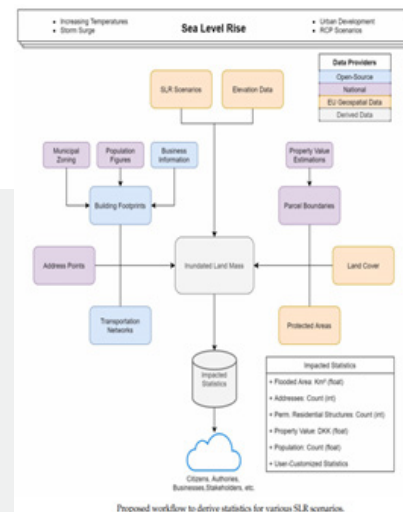 • Increasing Temperatures
• Storm Surge
Sea Level Rise
• Urban Development
• RCP Scenarios
Data Providers
Open-Source
National
EU Geospatial Data
Derived Data
SLR Scenarios
Elevation Data
Municipal
Zoning
Population
Figures
Business
Information
Property Value
Estimations
Building Footprints
Parcel Boundaries
Address Points
Inundated Land Mass
Land Cover
Transportation
Networks
Protected Areas
Impacted
Statistics
Impacted Statistics
+ Flooded Area: Km² (float)
+ Addresses: Count (int)
+ Perm. Residential Structures: Count (int)
+ Property Value: DKK (float)
+ Population: Count (float)
+ User-Customized Statistics
Citizens, Authories,
Businesses,Stakeholders, etc.
Proposed workflow to derive statistics for various SLR scenarios.